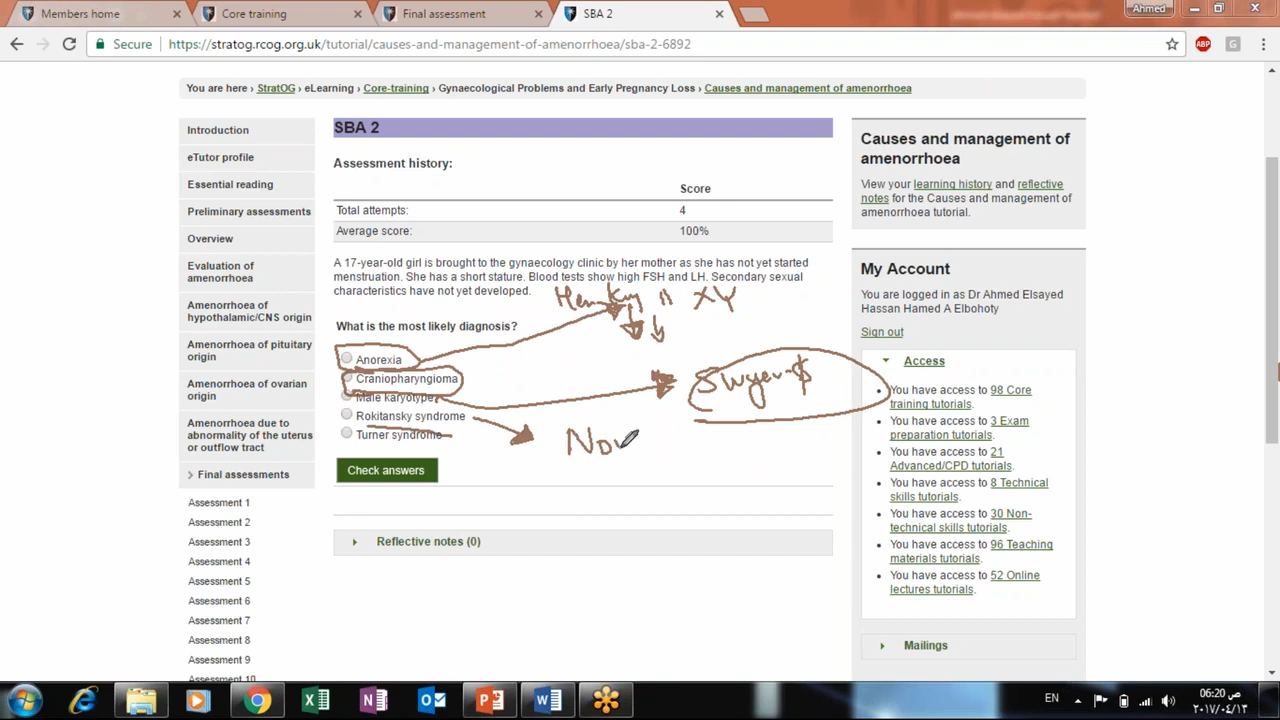 Members home
Core training
Final assessment
SBA 2
Ahmed
Secure
https://stratog.rcog.org.uk/tutorial/causes-and-management-of-amenorrhoea/sba-2-6892
ABP
G
You are here › StratOG › eLearning › Core-training › Gynaecological Problems and Early Pregnancy Loss › Causes and management of amenorrhoea
Introduction
eTutor profile
Essential reading
Preliminary assessments
Overview
Evaluation of
amenorrhoea
Amenorrhoea of
hypothalamic/CNS origin
Amenorrhoea of pituitary
origin
Amenorrhoea of ovarian
origin
Amenorrhoea due to
abnormality of the uterus
or outflow tract
Final assessments
Assessment 1
Assessment 2
Assessment 3
Assessment 4
Assessment 5
Assessment 6
Assessment 7
Assessment 8
Assessment 9
Assessment 10
SBA 2
Assessment history:
Score
Total attempts: 4
Average score: 100%
A 17-year-old girl is brought to the gynaecology clinic by her mother as she has not yet started
menstruation. She has a short stature. Blood tests show high FSH and LH. Secondary sexual
characteristics have not yet developed.
XY
What is the most likely diagnosis?
Anorexia
Craniopharyngioma
Male karyotype
Rokitansky syndrome
Turner syndrome
Swyer $
Check answers
Reflective notes (0)
Causes and management of
amenorrhoea
View your learning history and reflective
notes for the Causes and management of
amenorrhoea tutorial.
My Account
You are logged in as Dr Ahmed Elsayed
Hassan Hamed A Elbohoty
Sign out
Access
You have access to 98 Core
training tutorials.
You have access to 3 Exam
preparation tutorials.
You have access to 21
Advanced/CPD tutorials.
You have access to 8 Technical
skills tutorials.
You have access to 30 Non-
technical skills tutorials.
You have access to 96 Teaching
materials tutorials.
You have access to 52 Online
lectures tutorials.
Mailings
EN
06:20 ص
٢٠١٧/٠٤/١٣